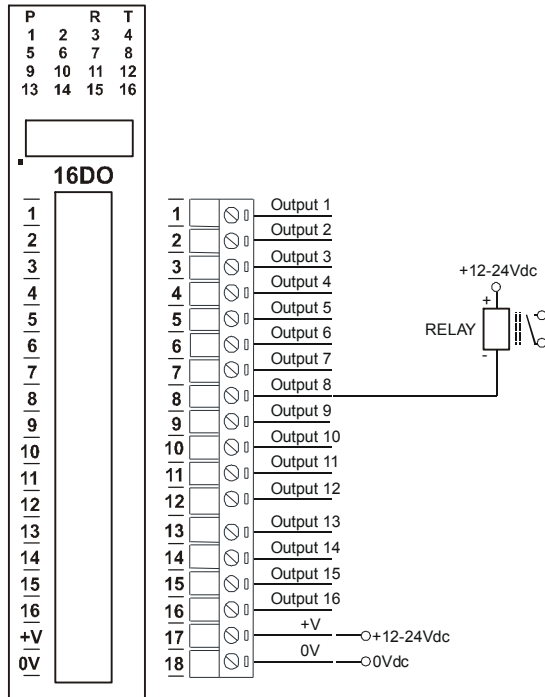 P R T
1 2 3 4
5 6 7 8
9 10 11 12
13 14 15 16
16DO
1
2
3
4
5
6
7
8
9
10
11
12
13
14
15
16
+V
0V
1 Output 1
2 Output 2
3 Output 3
4 Output 4
5 Output 5
6 Output 6
7 Output 7
8 Output 8
9 Output 9
10 Output 10
11 Output 11
12 Output 12
13 Output 13
14 Output 14
15 Output 15
16 Output 16
17 +V +12-24Vdc
18 0V 0Vdc
+12-24Vdc
+
RELAY
-